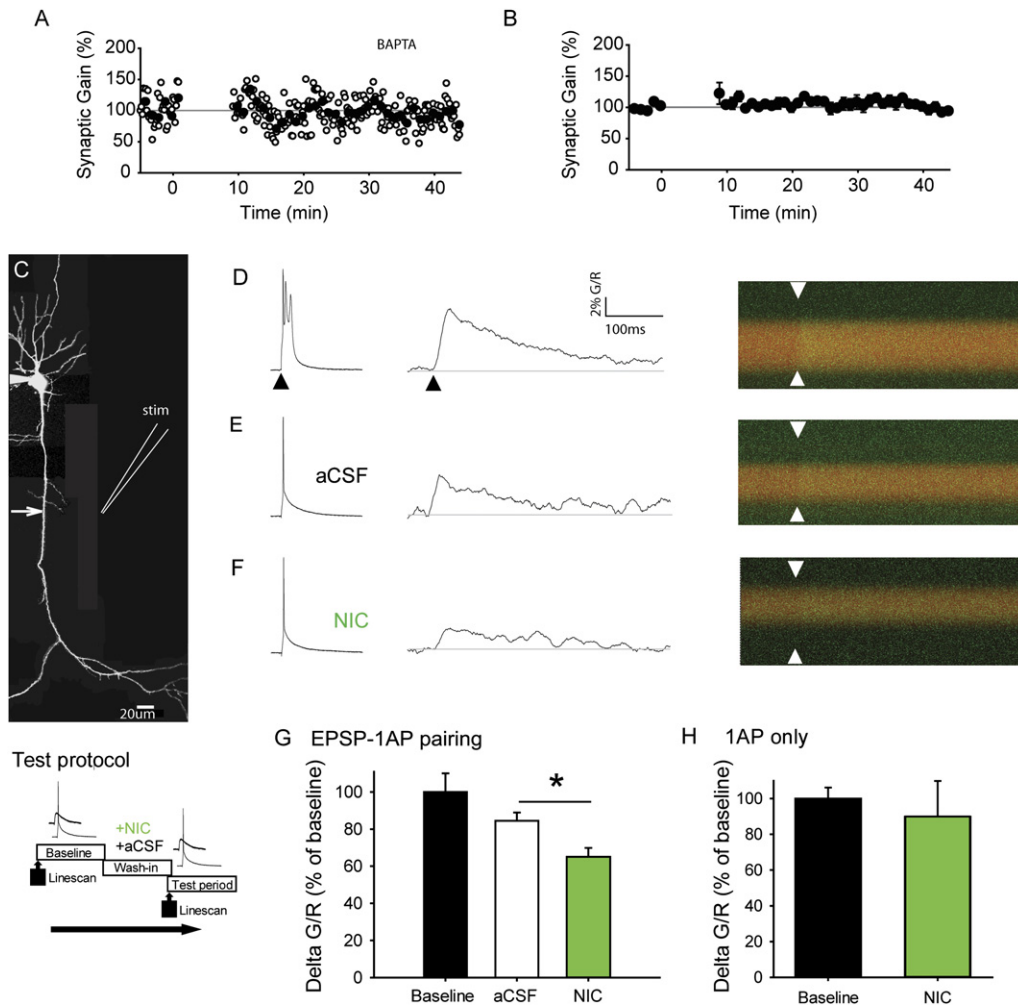 A
BAPTA
Synaptic Gain (%)
200
150
100
50
0
0 10 20 30 40
Time (min)
B
Synaptic Gain (%)
200
150
100
50
0
0 10 20 30 40
Time (min)
C
stim
20um
D
2% G/R
100ms
E
aCSF
F
NIC
Test protocol
+NIC
+aCSF
Baseline
Wash-in
Test period
Linescan
Linescan
G EPSP-1AP pairing
Delta G/R (% of baseline)
100
80
60
40
20
0
*
Baseline aCSF NIC
H 1AP only
Delta G/R (% of baseline)
100
80
60
40
20
0
Baseline NIC